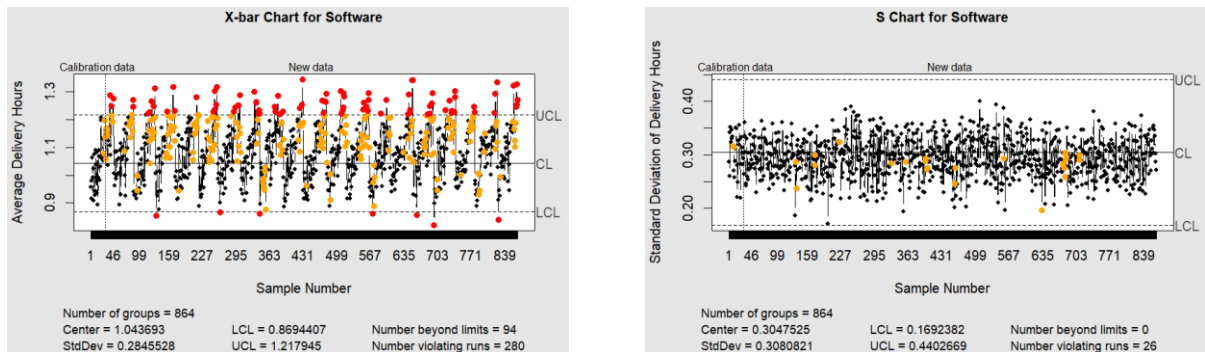 X-bar Chart for Software
Calibration data
New data
Average Delivery Hours
1.3
1.1
0.9
UCL
CL
LCL
1 46 99 159 227 295 363 431 499 567 635 703 771 839
Sample Number
Number of groups = 864
Center = 1.043693 LCL = 0.8694407 Number beyond limits = 94
StdDev = 0.2845528 UCL = 1.217945 Number violating runs = 280
S Chart for Software
Calibration data
New data
Standard Deviation of Delivery Hours
0.40
0.30
0.20
UCL
CL
LCL
1 46 99 159 227 295 363 431 499 567 635 703 771 839
Sample Number
Number of groups = 864
Center = 0.3047525 LCL = 0.1692382 Number beyond limits = 0
StdDev = 0.3080821 UCL = 0.4402669 Number violating runs = 26